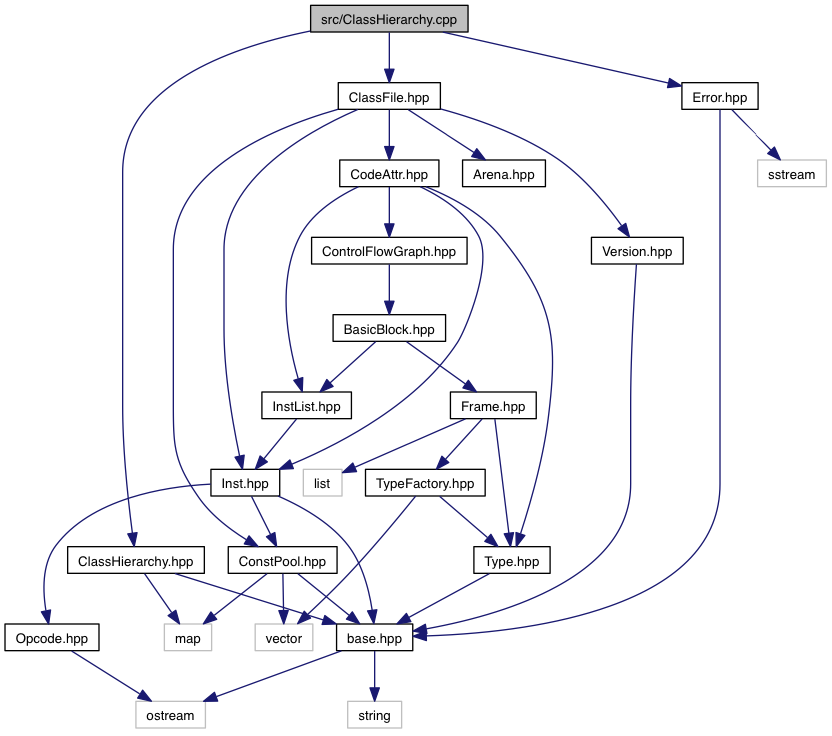 src/ClassHierarchy.cpp
ClassFile.hpp
Error.hpp
CodeAttr.hpp
Arena.hpp
sstream
ControlFlowGraph.hpp
Version.hpp
BasicBlock.hpp
InstList.hpp
Frame.hpp
Inst.hpp
list
TypeFactory.hpp
ClassHierarchy.hpp
ConstPool.hpp
Type.hpp
Opcode.hpp
map
vector
base.hpp
ostream
string